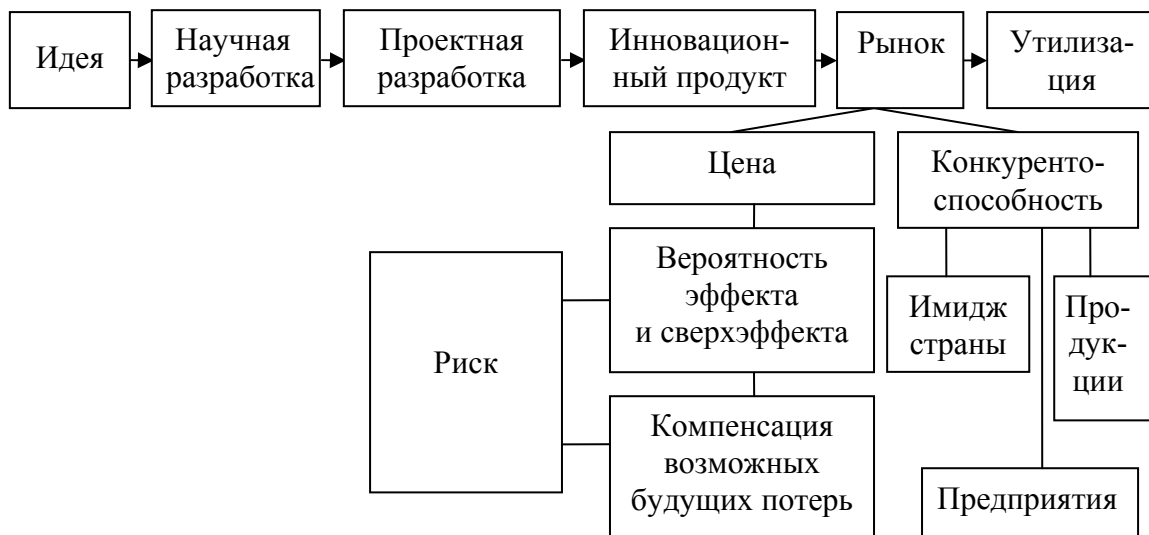 Идея
Научная
разработка
Проектная
разработка
Инновацион-
ный продукт
Рынок
Утилиза-
ция
Цена
Конкуренто-
способность
Вероятность
эффекта
и сверхэффекта
Риск
Имидж
страны
Про-
дук-
ции
Компенсация
возможных
будущих потерь
Предприятия